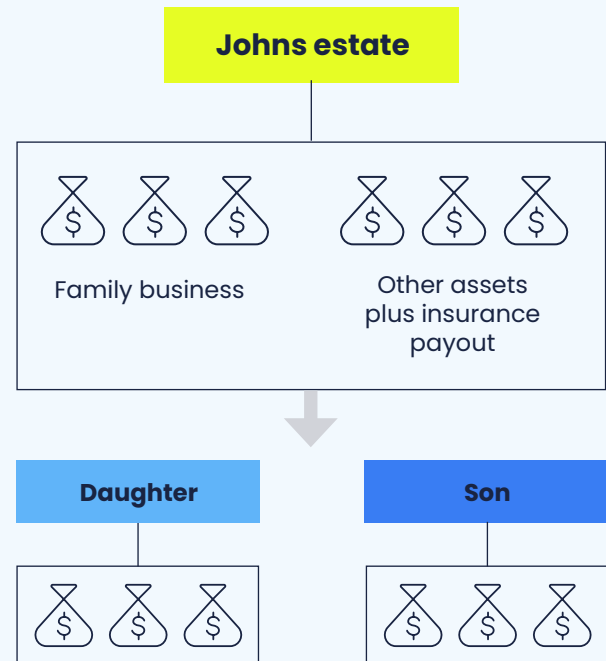 Johns estate
$ $ $ $ $ $
Family business
Other assets
plus insurance
payout
Daughter
Son
$ $ $ $ $ $